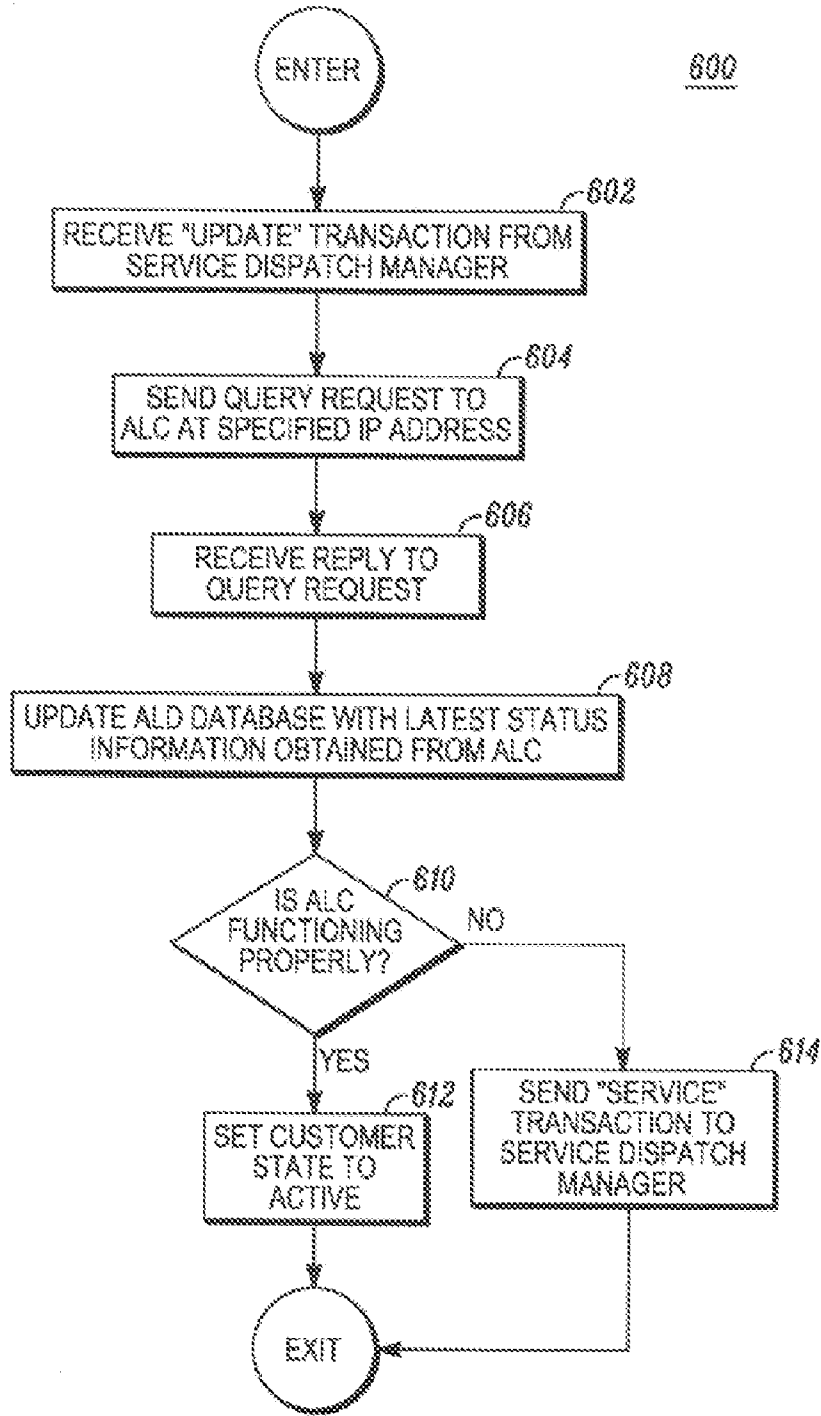 ENTER
600
602
RECEIVE "UPDATE" TRANSACTION FROM
SERVICE DISPATCH MANAGER
604
SEND QUERY REQUEST TO
ALC AT SPECIFIED IP ADDRESS
606
RECEIVE REPLY TO
QUERY REQUEST
608
UPDATE ALD DATABASE WITH LATEST STATUS
INFORMATION OBTAINED FROM ALC
610
IS ALC
FUNCTIONING
PROPERLY?
NO
YES
612
SET CUSTOMER
STATE TO
ACTIVE
614
SEND "SERVICE"
TRANSACTION TO
SERVICE DISPATCH
MANAGER
EXIT